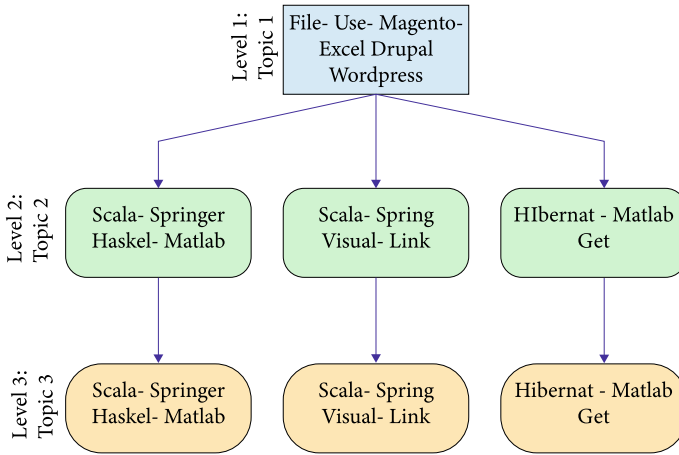 Level 1:
Topic 1
File- Use- Magento-
Excel Drupal
Wordpress
Level 2:
Topic 2
Scala- Springer
Haskel- Matlab
Scala- Spring
Visual- Link
HIbernat - Matlab
Get
Level 3:
Topic 3
Scala- Springer
Haskel- Matlab
Scala- Spring
Visual- Link
Hibernat - Matlab
Get